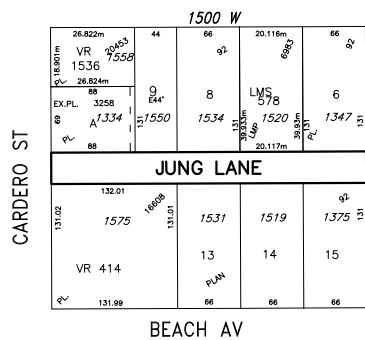 1500 W
26.822m 44 66 20.116m 66
18.901m VR 20453 92 6983 92
1536 1558
PL. 26.824m
88 9 8 LMS 6
EX.PL. 3258 E44' 578
69 A 1334 131 1550 1534 131 39.933m LMP 1520 39.93m 131 1347 131
PL. PL.
88 20.117m
JUNG LANE
CARDERO ST
132.01
131.02 1575 16608 131.01 1531 1519 92 1375 131
13 14 15
VR 414 PLAN
PL. 131.99 66 66 66
BEACH AV